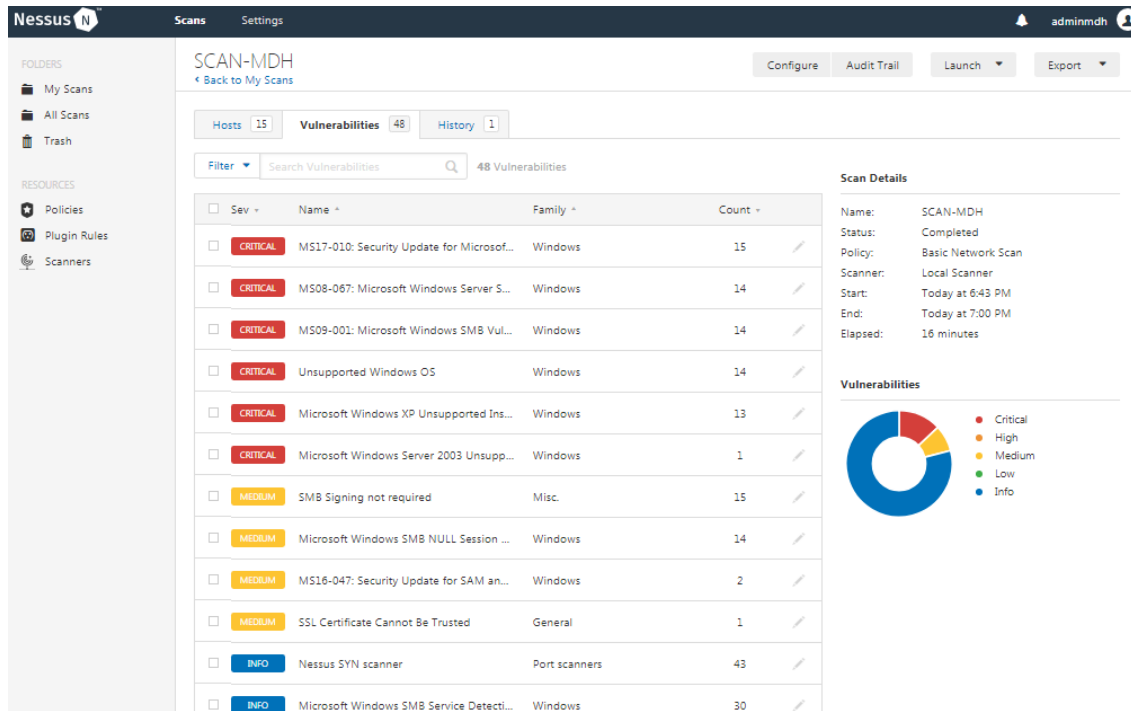 Nessus N Scans Settings adminmdh
FOLDERS
My Scans
All Scans
Trash
RESOURCES
Policies
Plugin Rules
Scanners
SCAN-MDH
Back to My Scans
Configure Audit Trail Launch Export
Hosts 15 Vulnerabilities 48 History 1
Filter Search Vulnerabilities 48 Vulnerabilities
Sev Name Family Count
CRITICAL MS17-010: Security Update for Microsof... Windows 15
CRITICAL MS08-067: Microsoft Windows Server S... Windows 14
CRITICAL MS09-001: Microsoft Windows SMB Vul... Windows 14
CRITICAL Unsupported Windows OS Windows 14
CRITICAL Microsoft Windows XP Unsupported Ins... Windows 13
CRITICAL Microsoft Windows Server 2003 Unsupp... Windows 1
MEDIUM SMB Signing not required Misc. 15
MEDIUM Microsoft Windows SMB NULL Session ... Windows 14
MEDIUM MS16-047: Security Update for SAM an... Windows 2
MEDIUM SSL Certificate Cannot Be Trusted General 1
INFO Nessus SYN scanner Port scanners 43
INFO Microsoft Windows SMB Service Detecti... Windows 30
Scan Details
Name: SCAN-MDH
Status: Completed
Policy: Basic Network Scan
Scanner: Local Scanner
Start: Today at 6:43 PM
End: Today at 7:00 PM
Elapsed: 16 minutes
Vulnerabilities
Critical
High
Medium
Low
Info